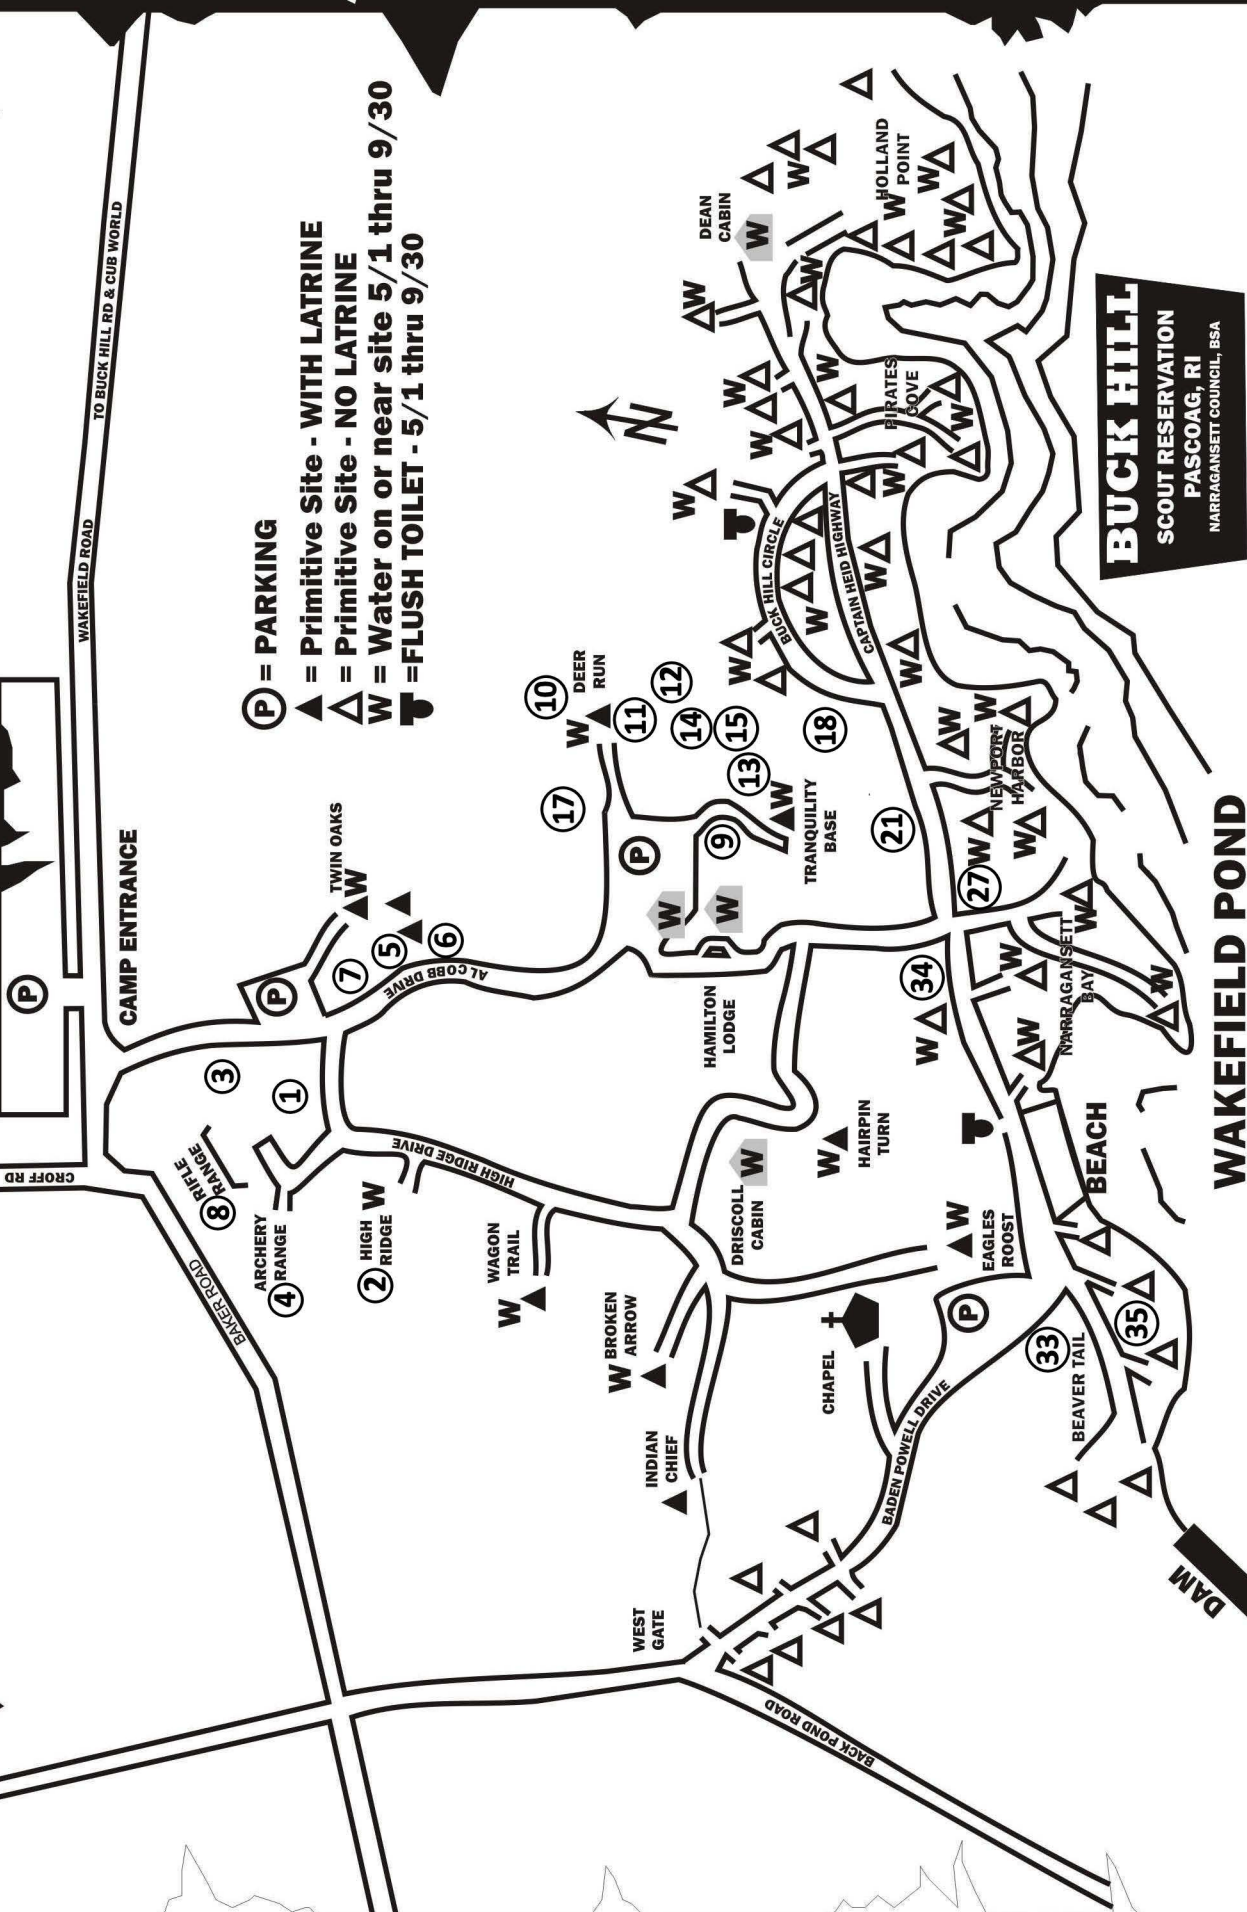 TO BUCK HILL RD & CUB WORLD
WAKEFIELD ROAD
P
CAMP ENTRANCE
CROFF RD
BAKER ROAD
P = PARKING
= Primitive Site - WITH LATRINE
= Primitive Site - NO LATRINE
W = Water on or near site 5/1 thru 9/30
=FLUSH TOILET - 5/1 thru 9/30
N
TWIN OAKS
W
P
7
5
6
AL COBB DRIVE
3
1
RIFLE
RANGE
8
ARCHERY
RANGE
4
HIGH
RIDGE
W
2
HIGH RIDGE DRIVE
WAGON
TRAIL
W
BROKEN
ARROW
W
INDIAN
CHIEF
WEST
GATE
BACK POND ROAD
DEER
RUN
W
10
11
12
14
15
13
17
18
9
P
W
W
TRANQUILITY
BASE
W
21
HAMILTON
LODGE
DRISCOLL
CABIN
W
HAIRPIN
TURN
W
EAGLES
ROOST
W
P
CHAPEL
BADEN POWELL DRIVE
33
BEAVER TAIL
35
DAM
BEACH
34
W
27
W
W
W
NARRAGANSETT
BAY
W
W
W
NEWPORT
HARBOR
W
W
W
W
W
BUCK HILL CIRCLE
CAPTAIN HEID HIGHWAY
W
W
W
W
W
W
W
W
PIRATES
COVE
W
W
DEAN
CABIN
W
W
HOLLAND
POINT
W
W
W
W
WAKEFIELD POND
BUCK HILL
SCOUT RESERVATION
PASCOAG, RI
NARRAGANSETT COUNCIL, BSA